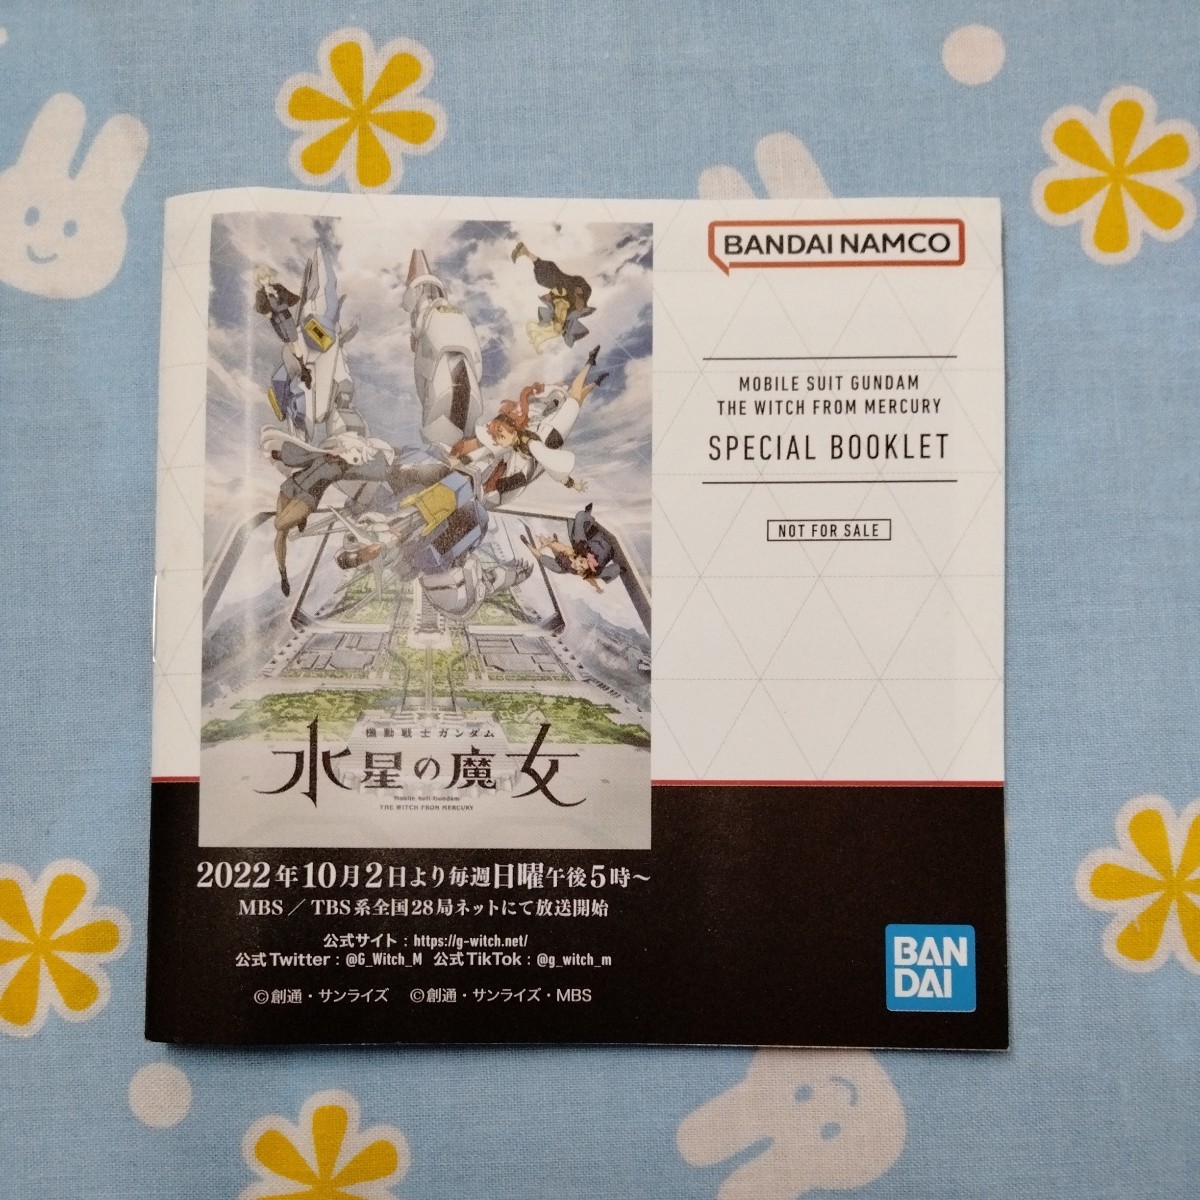 BANDAI NAMCO
MOBILE SUIT GUNDAM
THE WITCH FROM MERCURY
SPECIAL BOOKLET
NOT FOR SALE
機動戦士ガンダム
水星の魔女
Mobile Suit Gundam
THE WITCH FROM MERCURY
2022年10月2日より毎週日曜午後5時～
MBS／TBS系全国28局ネットにて放送開始
公式サイト：https://g-witch.net/
公式Twitter：@G_Witch_M 公式TikTok：@g_witch_m
©創通・サンライズ ©創通・サンライズ・MBS
BAN
DAI